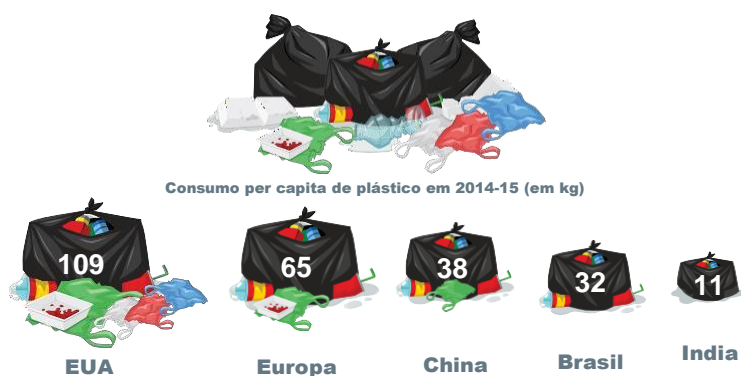 Consumo per capita de plástico em 2014-15 (em kg)
109
65
38
32
11
EUA
Europa
China
Brasil
India